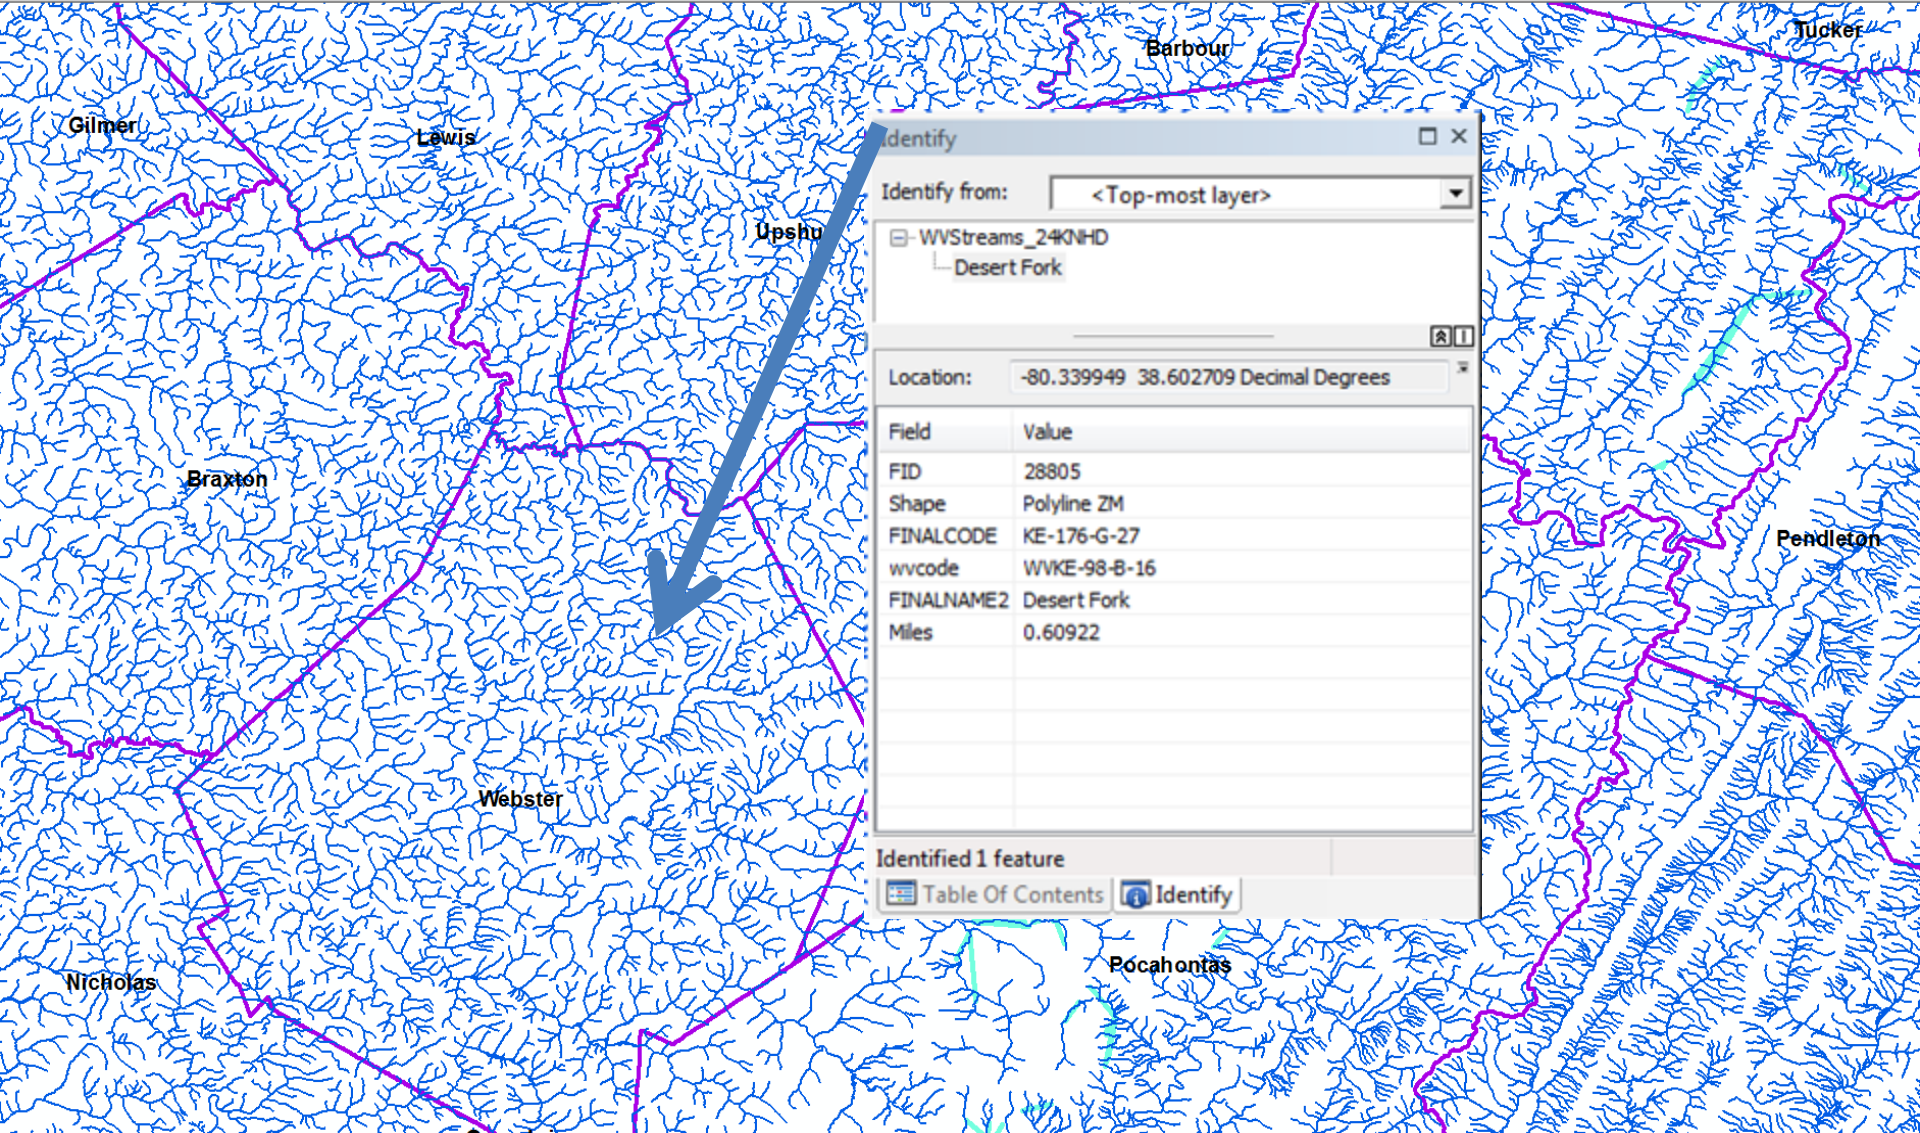 Tucker
Barbour
Gilmer
Lewis
Upshu
Braxton
Pendleton
Webster
Nicholas
Pocahontas
Identify
Identify from:
<Top-most layer>
WVStreams_24KNHD
Desert Fork
Location:
-80.339949 38.602709 Decimal Degrees
Field Value
FID 28805
Shape Polyline ZM
FINALCODE KE-176-G-27
wvcode WVKE-98-B-16
FINALNAME2 Desert Fork
Miles 0.60922
Identified 1 feature
Table Of Contents
Identify